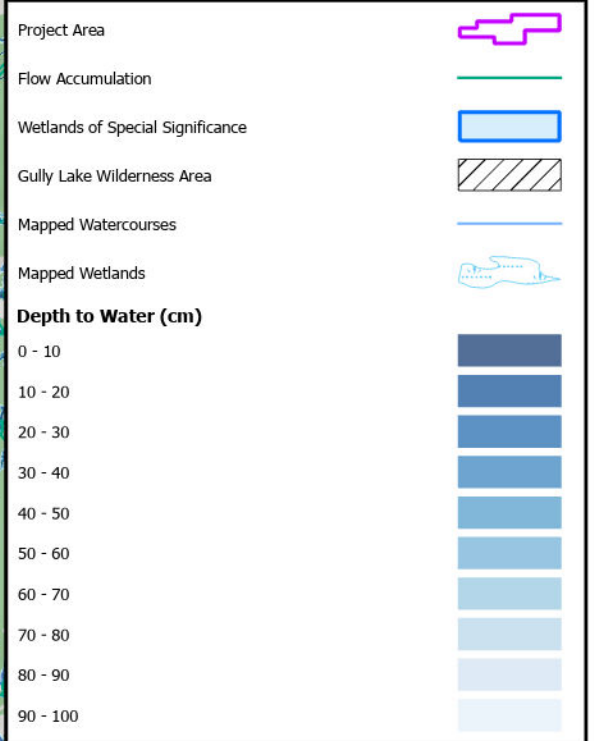 Project Area
Flow Accumulation
Wetlands of Special Significance
Gully Lake Wilderness Area
Mapped Watercourses
Mapped Wetlands
Depth to Water (cm)
0 - 10
10 - 20
20 - 30
30 - 40
40 - 50
50 - 60
60 - 70
70 - 80
80 - 90
90 - 100